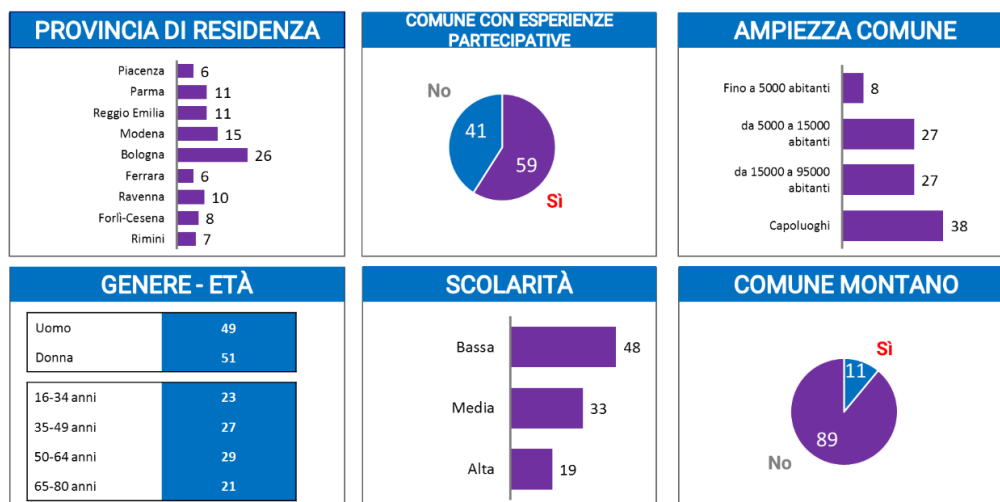 PROVINCIA DI RESIDENZA
Piacenza 6
Parma 11
Reggio Emilia 11
Modena 15
Bologna 26
Ferrara 6
Ravenna 10
Forlì-Cesena 8
Rimini 7
COMUNE CON ESPERIENZE
PARTECIPATIVE
No
41
59
Sì
AMPIEZZA COMUNE
Fino a 5000 abitanti 8
da 5000 a 15000
abitanti
27
da 15000 a 95000
abitanti
27
Capoluoghi 38
GENERE - ETÀ
Uomo 49
Donna 51
16-34 anni 23
35-49 anni 27
50-64 anni 29
65-80 anni 21
SCOLARITÀ
Bassa 48
Media 33
Alta 19
COMUNE MONTANO
Sì
11
89
No